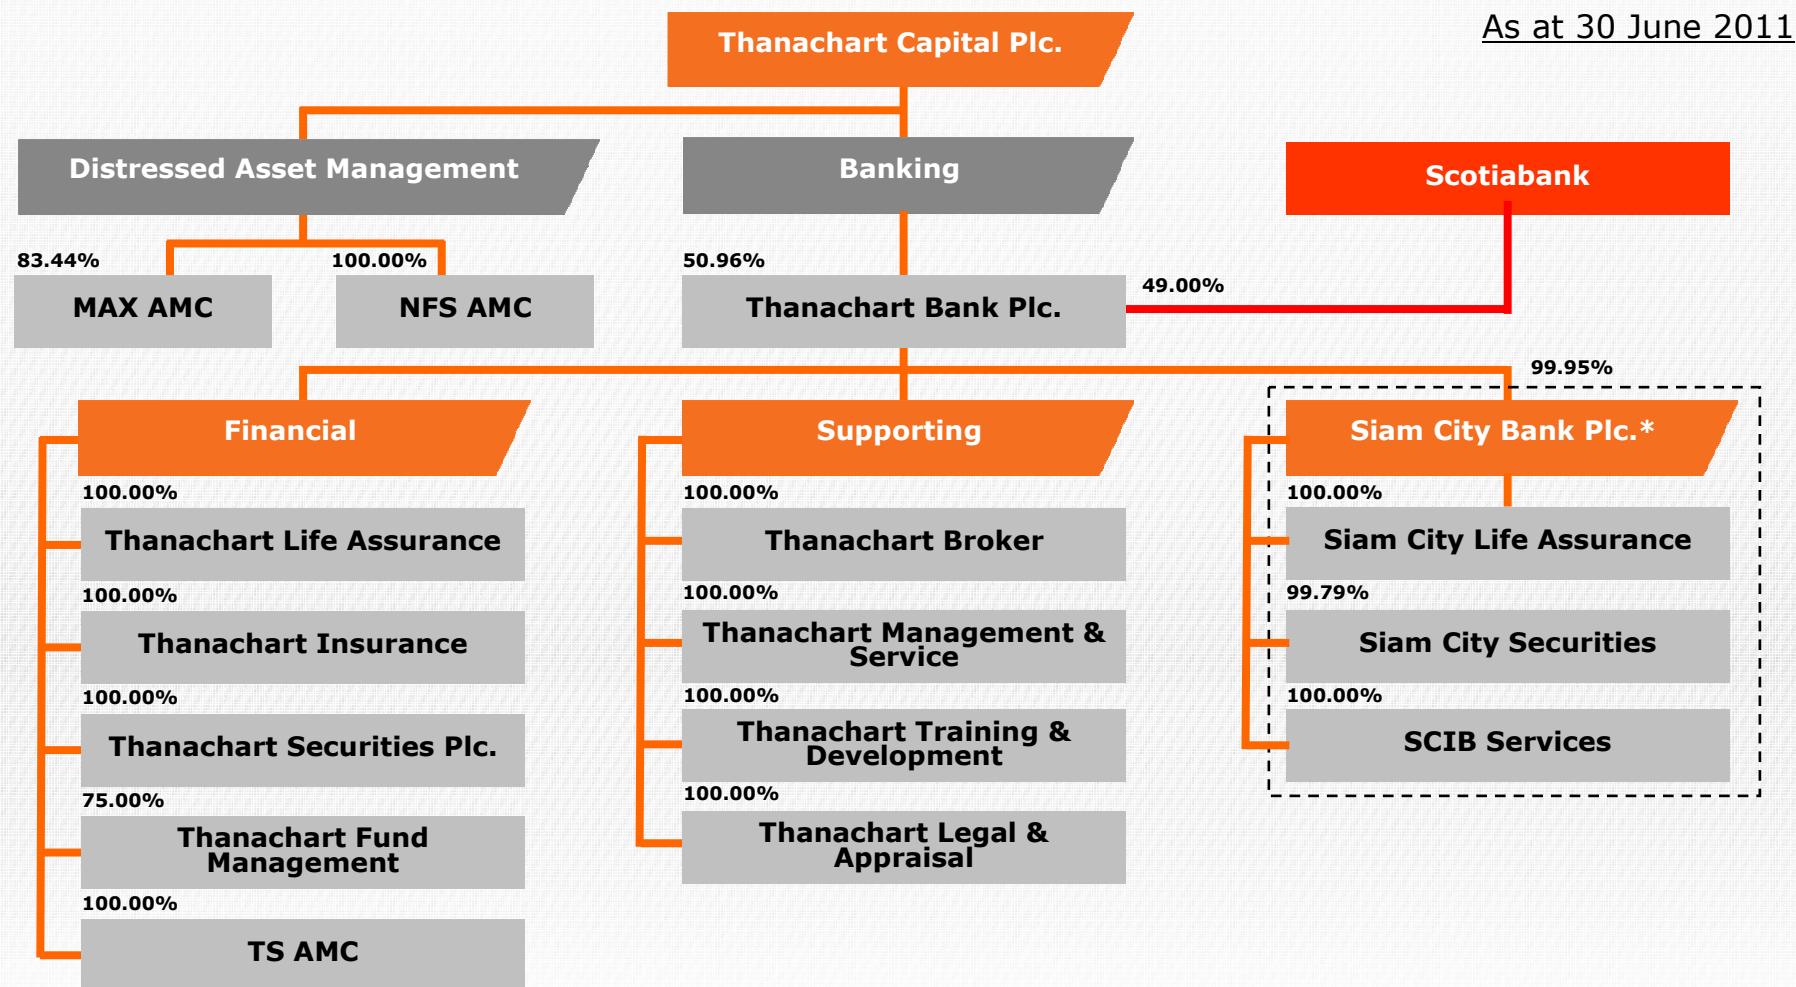 As at 30 June 2011
Thanachart Capital Plc.
Distressed Asset Management
Banking
Scotiabank
83.44%
100.00%
50.96%
49.00%
MAX AMC
NFS AMC
Thanachart Bank Plc.
99.95%
Financial
Supporting
Siam City Bank Plc.*
100.00%
Thanachart Life Assurance
100.00%
Thanachart Insurance
100.00%
Thanachart Securities Plc.
75.00%
Thanachart Fund
Management
100.00%
TS AMC
100.00%
Thanachart Broker
100.00%
Thanachart Management &
Service
100.00%
Thanachart Training &
Development
100.00%
Thanachart Legal &
Appraisal
100.00%
Siam City Life Assurance
99.79%
Siam City Securities
100.00%
SCIB Services